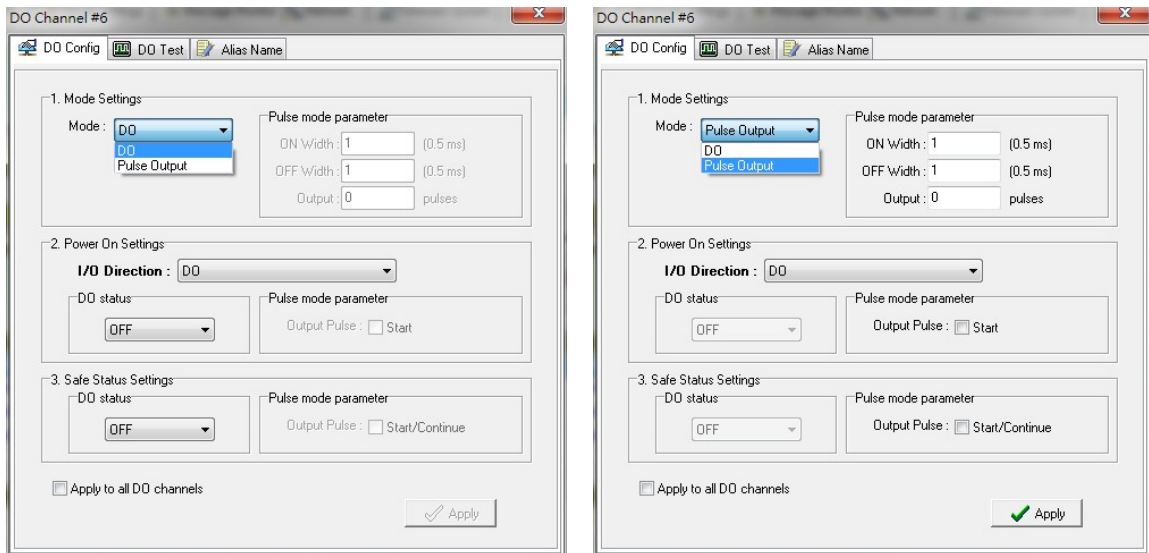 DO Channel #6
DO Config DO Test Alias Name
1. Mode Settings
Mode : DO
DO
Pulse Output
Pulse mode parameter
ON Width : 1 (0.5 ms)
OFF Width : 1 (0.5 ms)
Output : 0 pulses
2. Power On Settings
I/O Direction : DO
DO status
OFF
Pulse mode parameter
Output Pulse : Start
3. Safe Status Settings
DO status
OFF
Pulse mode parameter
Output Pulse : Start/Continue
Apply to all DO channels
Apply
DO Channel #6
DO Config DO Test Alias Name
1. Mode Settings
Mode : Pulse Output
DO
Pulse Output
Pulse mode parameter
ON Width : 1 (0.5 ms)
OFF Width : 1 (0.5 ms)
Output : 0 pulses
2. Power On Settings
I/O Direction : DO
DO status
OFF
Pulse mode parameter
Output Pulse : Start
3. Safe Status Settings
DO status
OFF
Pulse mode parameter
Output Pulse : Start/Continue
Apply to all DO channels
Apply